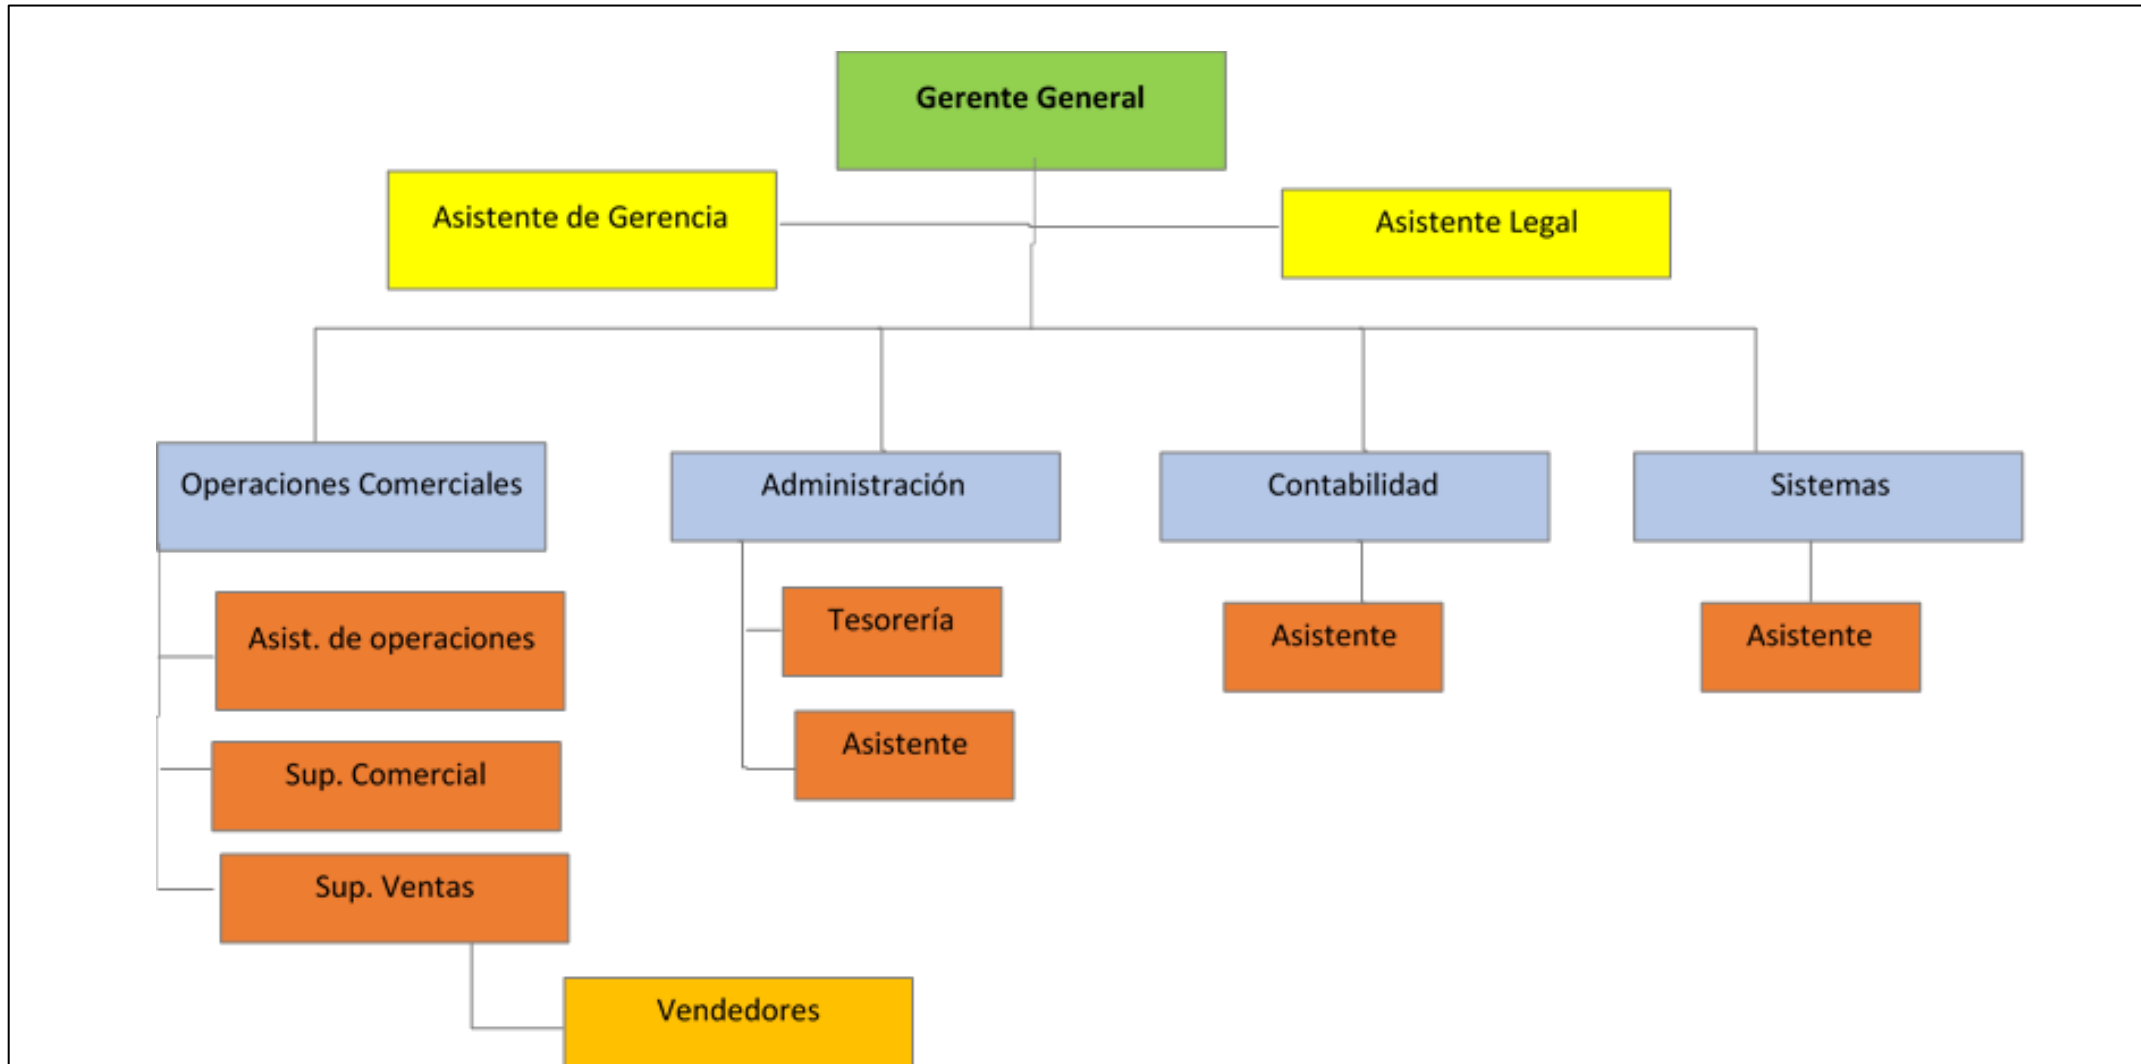 Gerente General
Asistente de Gerencia
Asistente Legal
Operaciones Comerciales
Administración
Contabilidad
Sistemas
Asist. de operaciones
Sup. Comercial
Sup. Ventas
Vendedores
Tesorería
Asistente
Asistente
Asistente